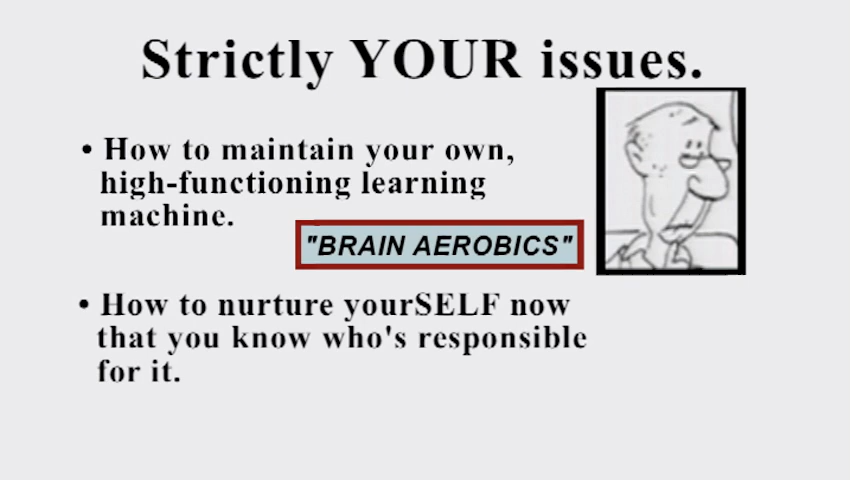 Strictly YOUR issues.
• How to maintain your own,
high-functioning learning
machine.
"BRAIN AEROBICS"
• How to nurture yourSELF now
that you know who's responsible
for it.